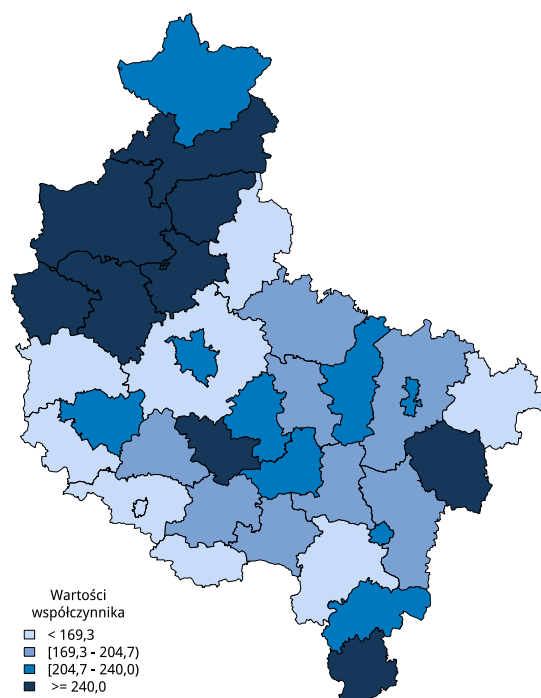 Wartości
współczynnika
< 169,3
[169,3 - 204,7)
[204,7 - 240,0)
>= 240,0